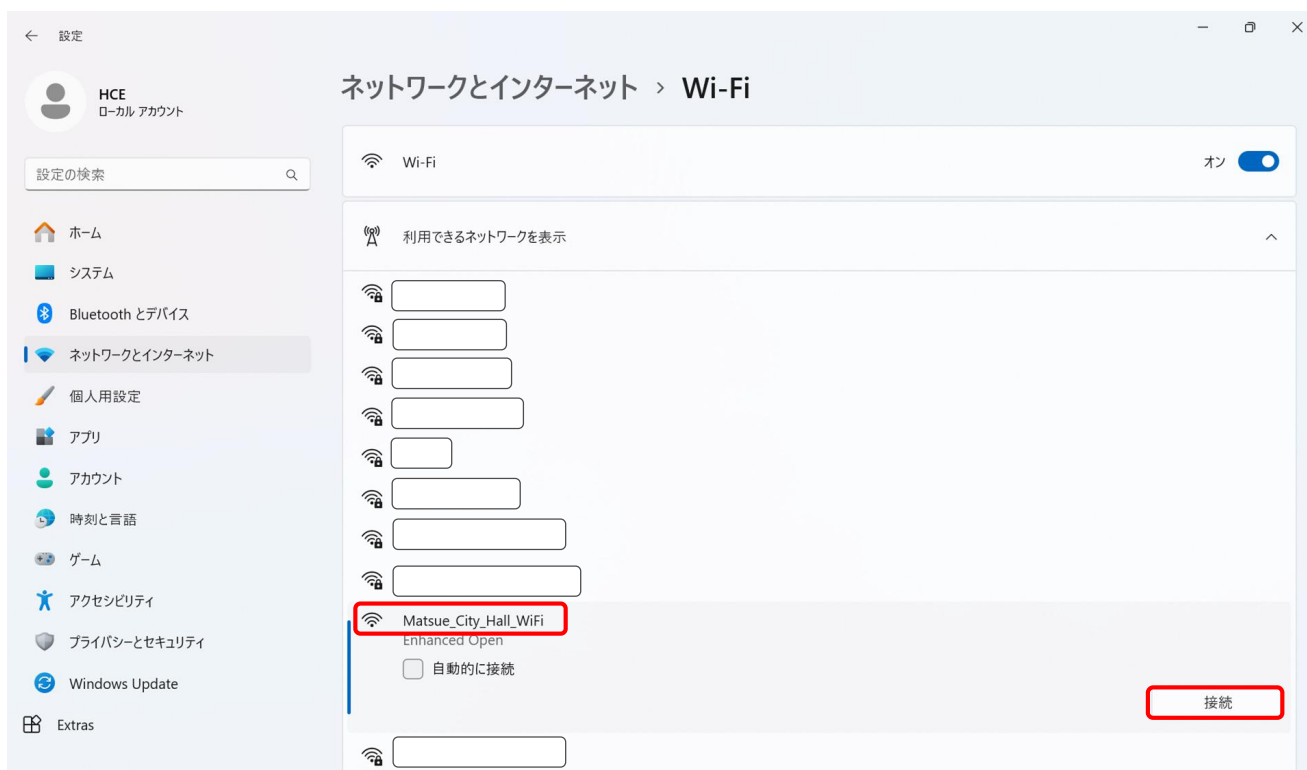 設定
HCE
ローカル アカウント
設定の検索
ホーム
システム
Bluetooth とデバイス
ネットワークとインターネット
個人用設定
アプリ
アカウント
時刻と言語
ゲーム
アクセシビリティ
プライバシーとセキュリティ
Windows Update
Extras
ネットワークとインターネット › Wi-Fi
Wi-Fi
オン
利用できるネットワークを表示
Matsue_City_Hall_WiFi
Enhanced Open
自動的に接続
接続